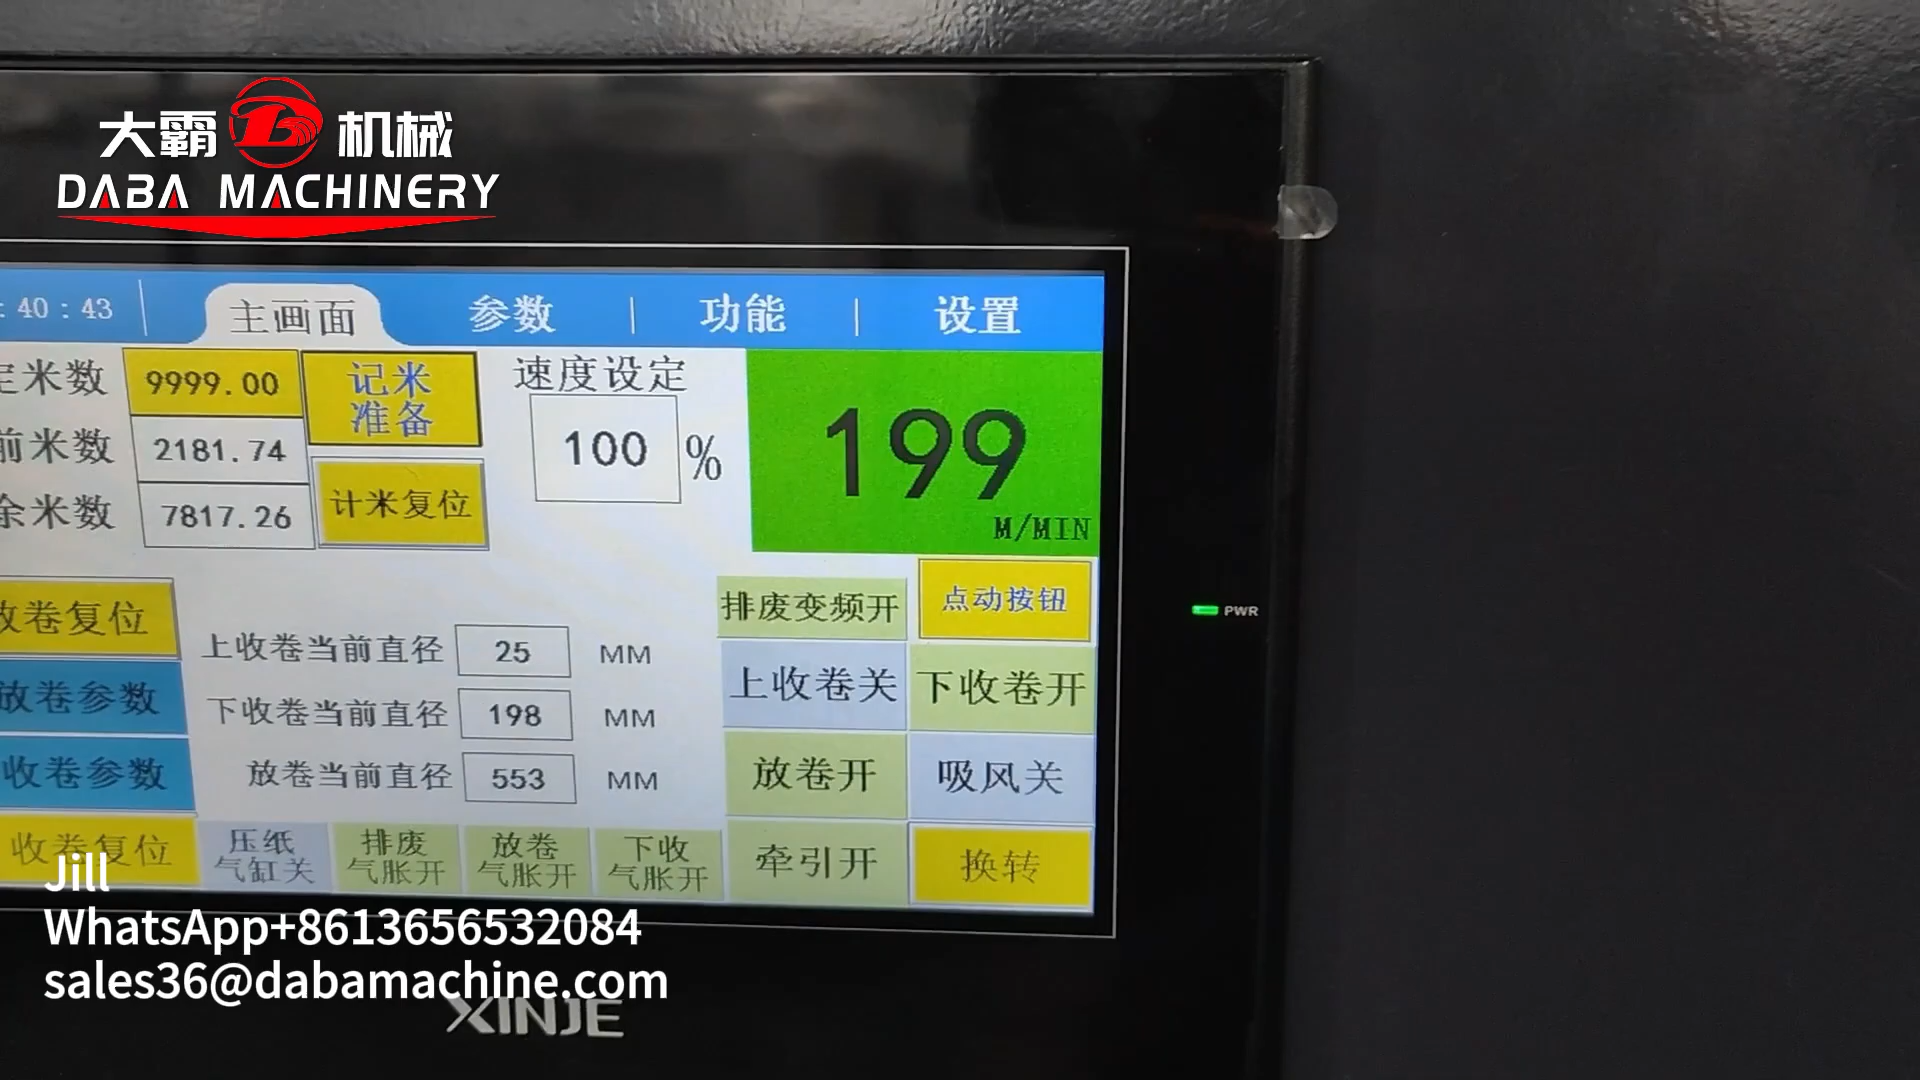 大霸 机械
DABA MACHINERY
: 40 : 43
主画面
参数
功能
设置
定米数 9999.00
记米
准备
速度设定
100 %
199
M/MIN
前米数 2181.74
余米数 7817.26
计米复位
收卷复位
上收卷当前直径 25 MM
下收卷当前直径 198 MM
放卷当前直径 553 MM
放卷参数
收卷参数
收卷复位
压纸
气缸关
排废
气胀开
放卷
气胀开
下收
气胀开
排废变频开
点动按钮
上收卷关
下收卷开
放卷开
吸风关
牵引开
换转
PWR
Jill
WhatsApp+8613656532084
sales36@dabamachine.com
XINJE